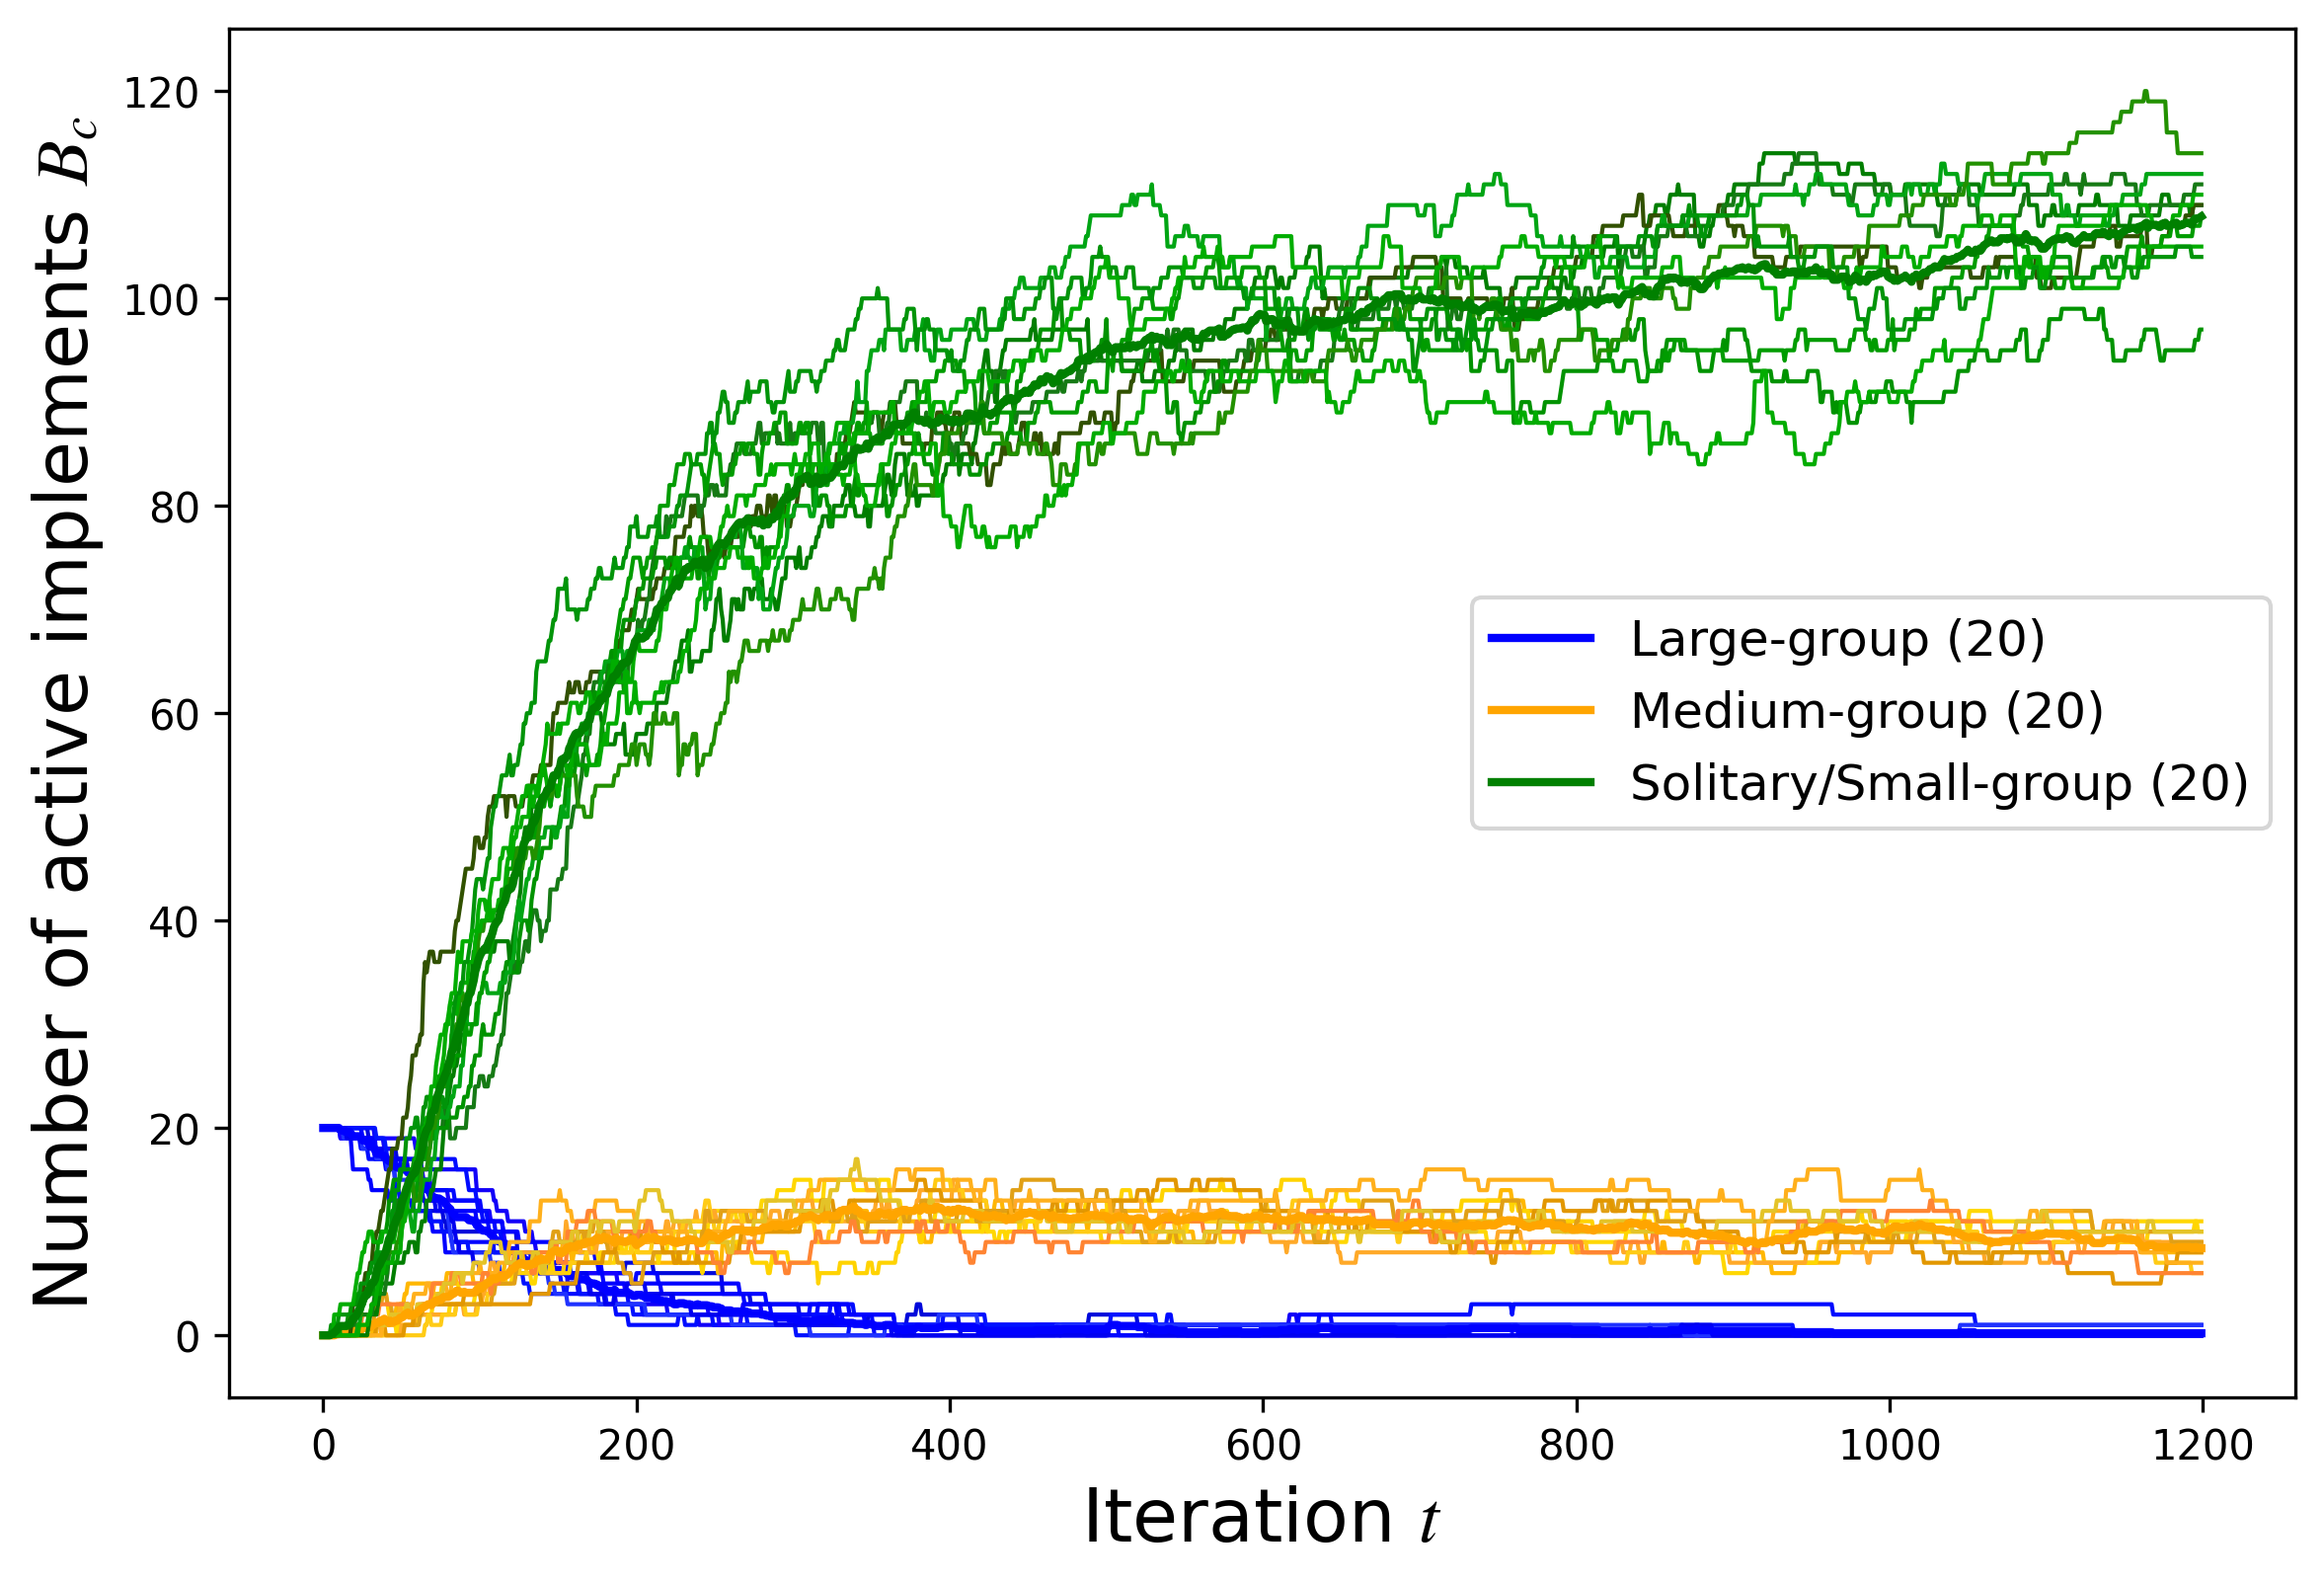 Number of active implements B_c
120
100
80
60
40
20
0
Large-group (20)
Medium-group (20)
Solitary/Small-group (20)
0 200 400 600 800 1000 1200
Iteration t